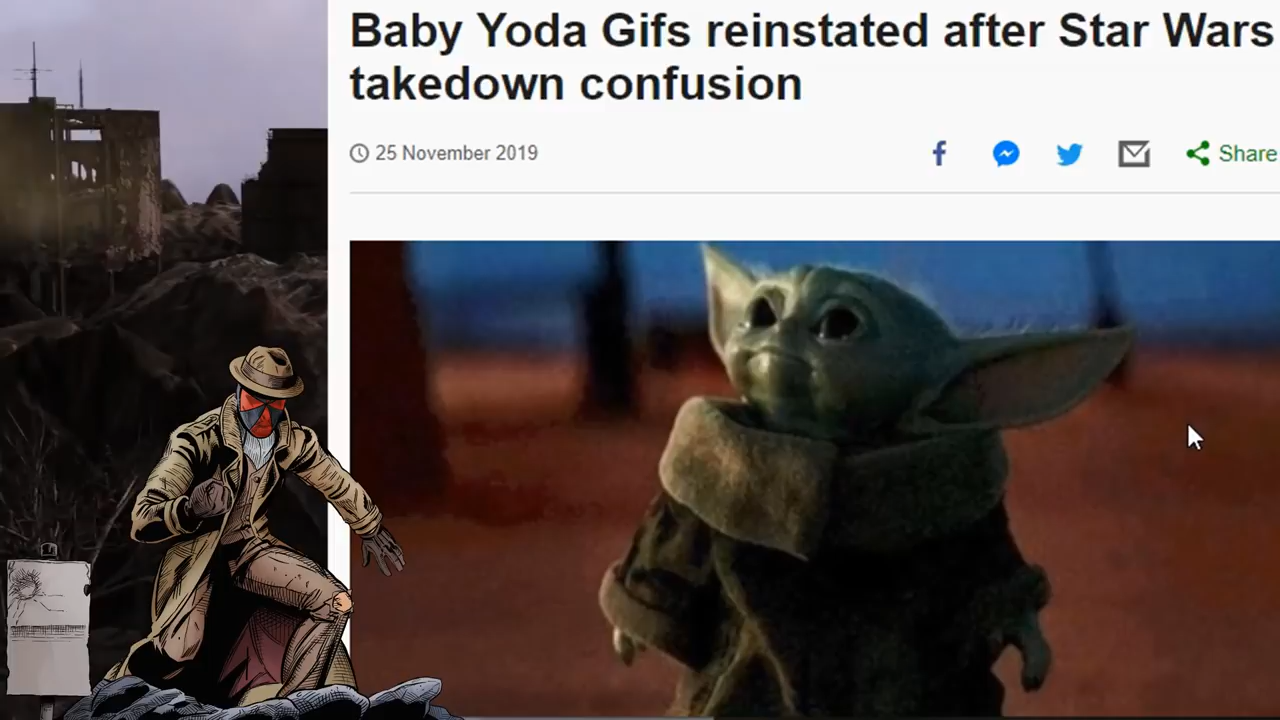 Baby Yoda Gifs reinstated after Star Wars
takedown confusion
25 November 2019
Share